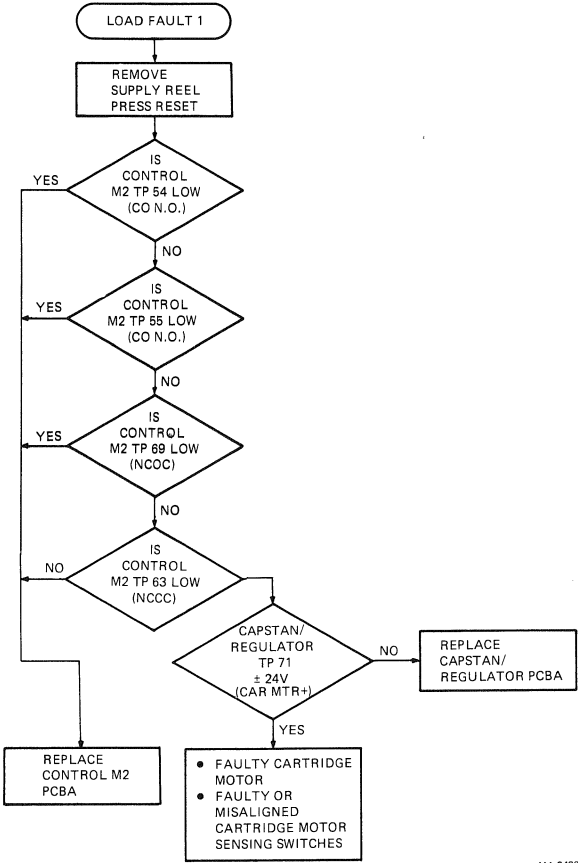 LOAD FAULT 1
REMOVE
SUPPLY REEL
PRESS RESET
IS
CONTROL
M2 TP 54 LOW
(CO N.O.)
YES
NO
IS
CONTROL
M2 TP 55 LOW
(CO N.O.)
YES
NO
IS
CONTROL
M2 TP 69 LOW
(NCOC)
YES
NO
IS
CONTROL
M2 TP 63 LOW
(NCCC)
NO
CAPSTAN/
REGULATOR
TP 71
± 24V
(CAR MTR+)
NO
REPLACE
CAPSTAN/
REGULATOR PCBA
YES
REPLACE
CONTROL M2
PCBA
● FAULTY CARTRIDGE
MOTOR
● FAULTY OR
MISALIGNED
CARTRIDGE MOTOR
SENSING SWITCHES